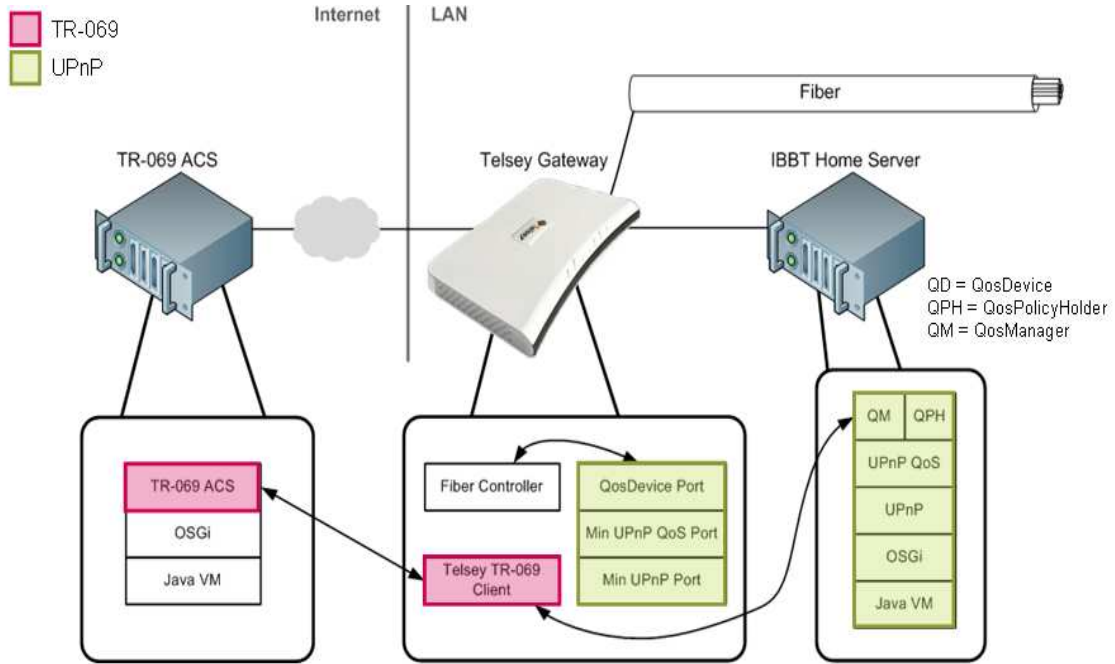 Internet
LAN
TR-069
UPnP
Fiber
TR-069 ACS
Telsey Gateway
IBBT Home Server
QD = QosDevice
QPH = QosPolicyHolder
QM = QosManager
TR-069 ACS
OSGi
Java VM
Fiber Controller
Telsey TR-069
Client
QosDevice Port
Min UPnP QoS Port
Min UPnP Port
QM
QPH
UPnP QoS
UPnP
OSGi
Java VM